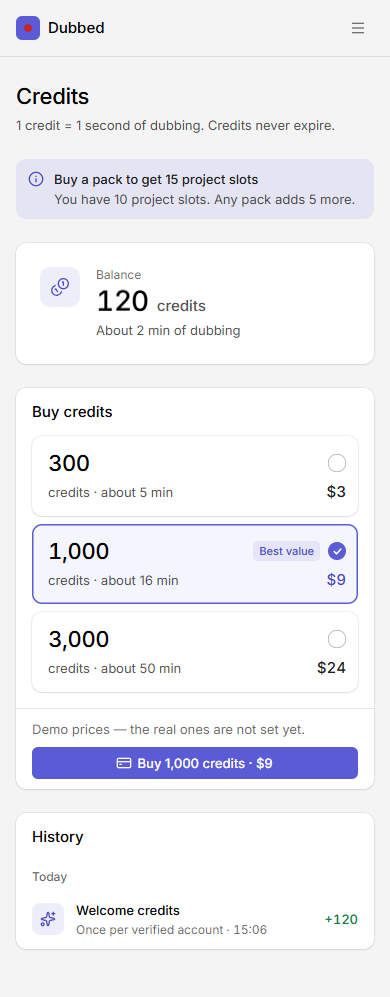 Dubbed
Credits
1 credit = 1 second of dubbing. Credits never expire.
Buy a pack to get 15 project slots
You have 10 project slots. Any pack adds 5 more.
Balance
120 credits
About 2 min of dubbing
Buy credits
300
credits · about 5 min
$3
1,000
Best value
credits · about 16 min
$9
3,000
credits · about 50 min
$24
Demo prices — the real ones are not set yet.
Buy 1,000 credits · $9
History
Today
Welcome credits
Once per verified account · 15:06
+120